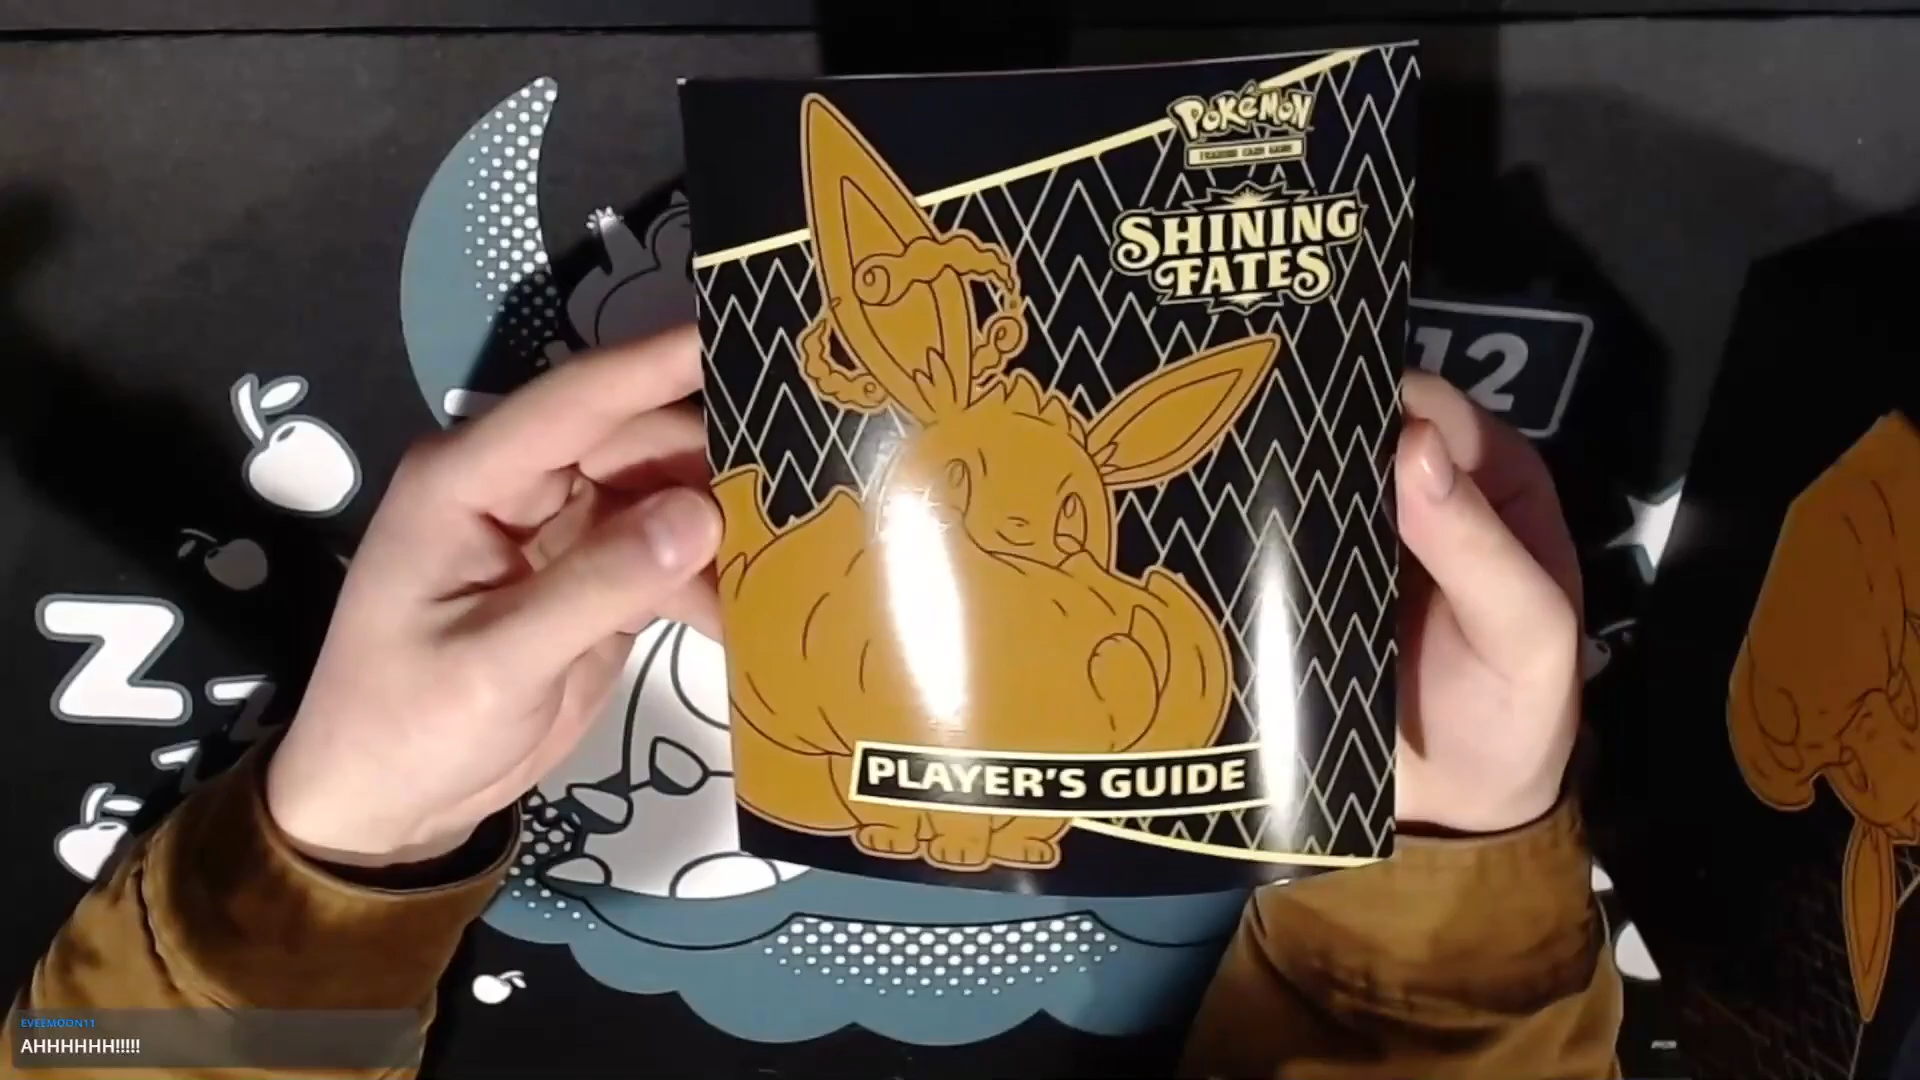 POKéMON
TRADING CARD GAME
SHINING
FATES
12
Z
Z
Z
PLAYER'S GUIDE
EVEEMOON11
AHHHHHH!!!!!